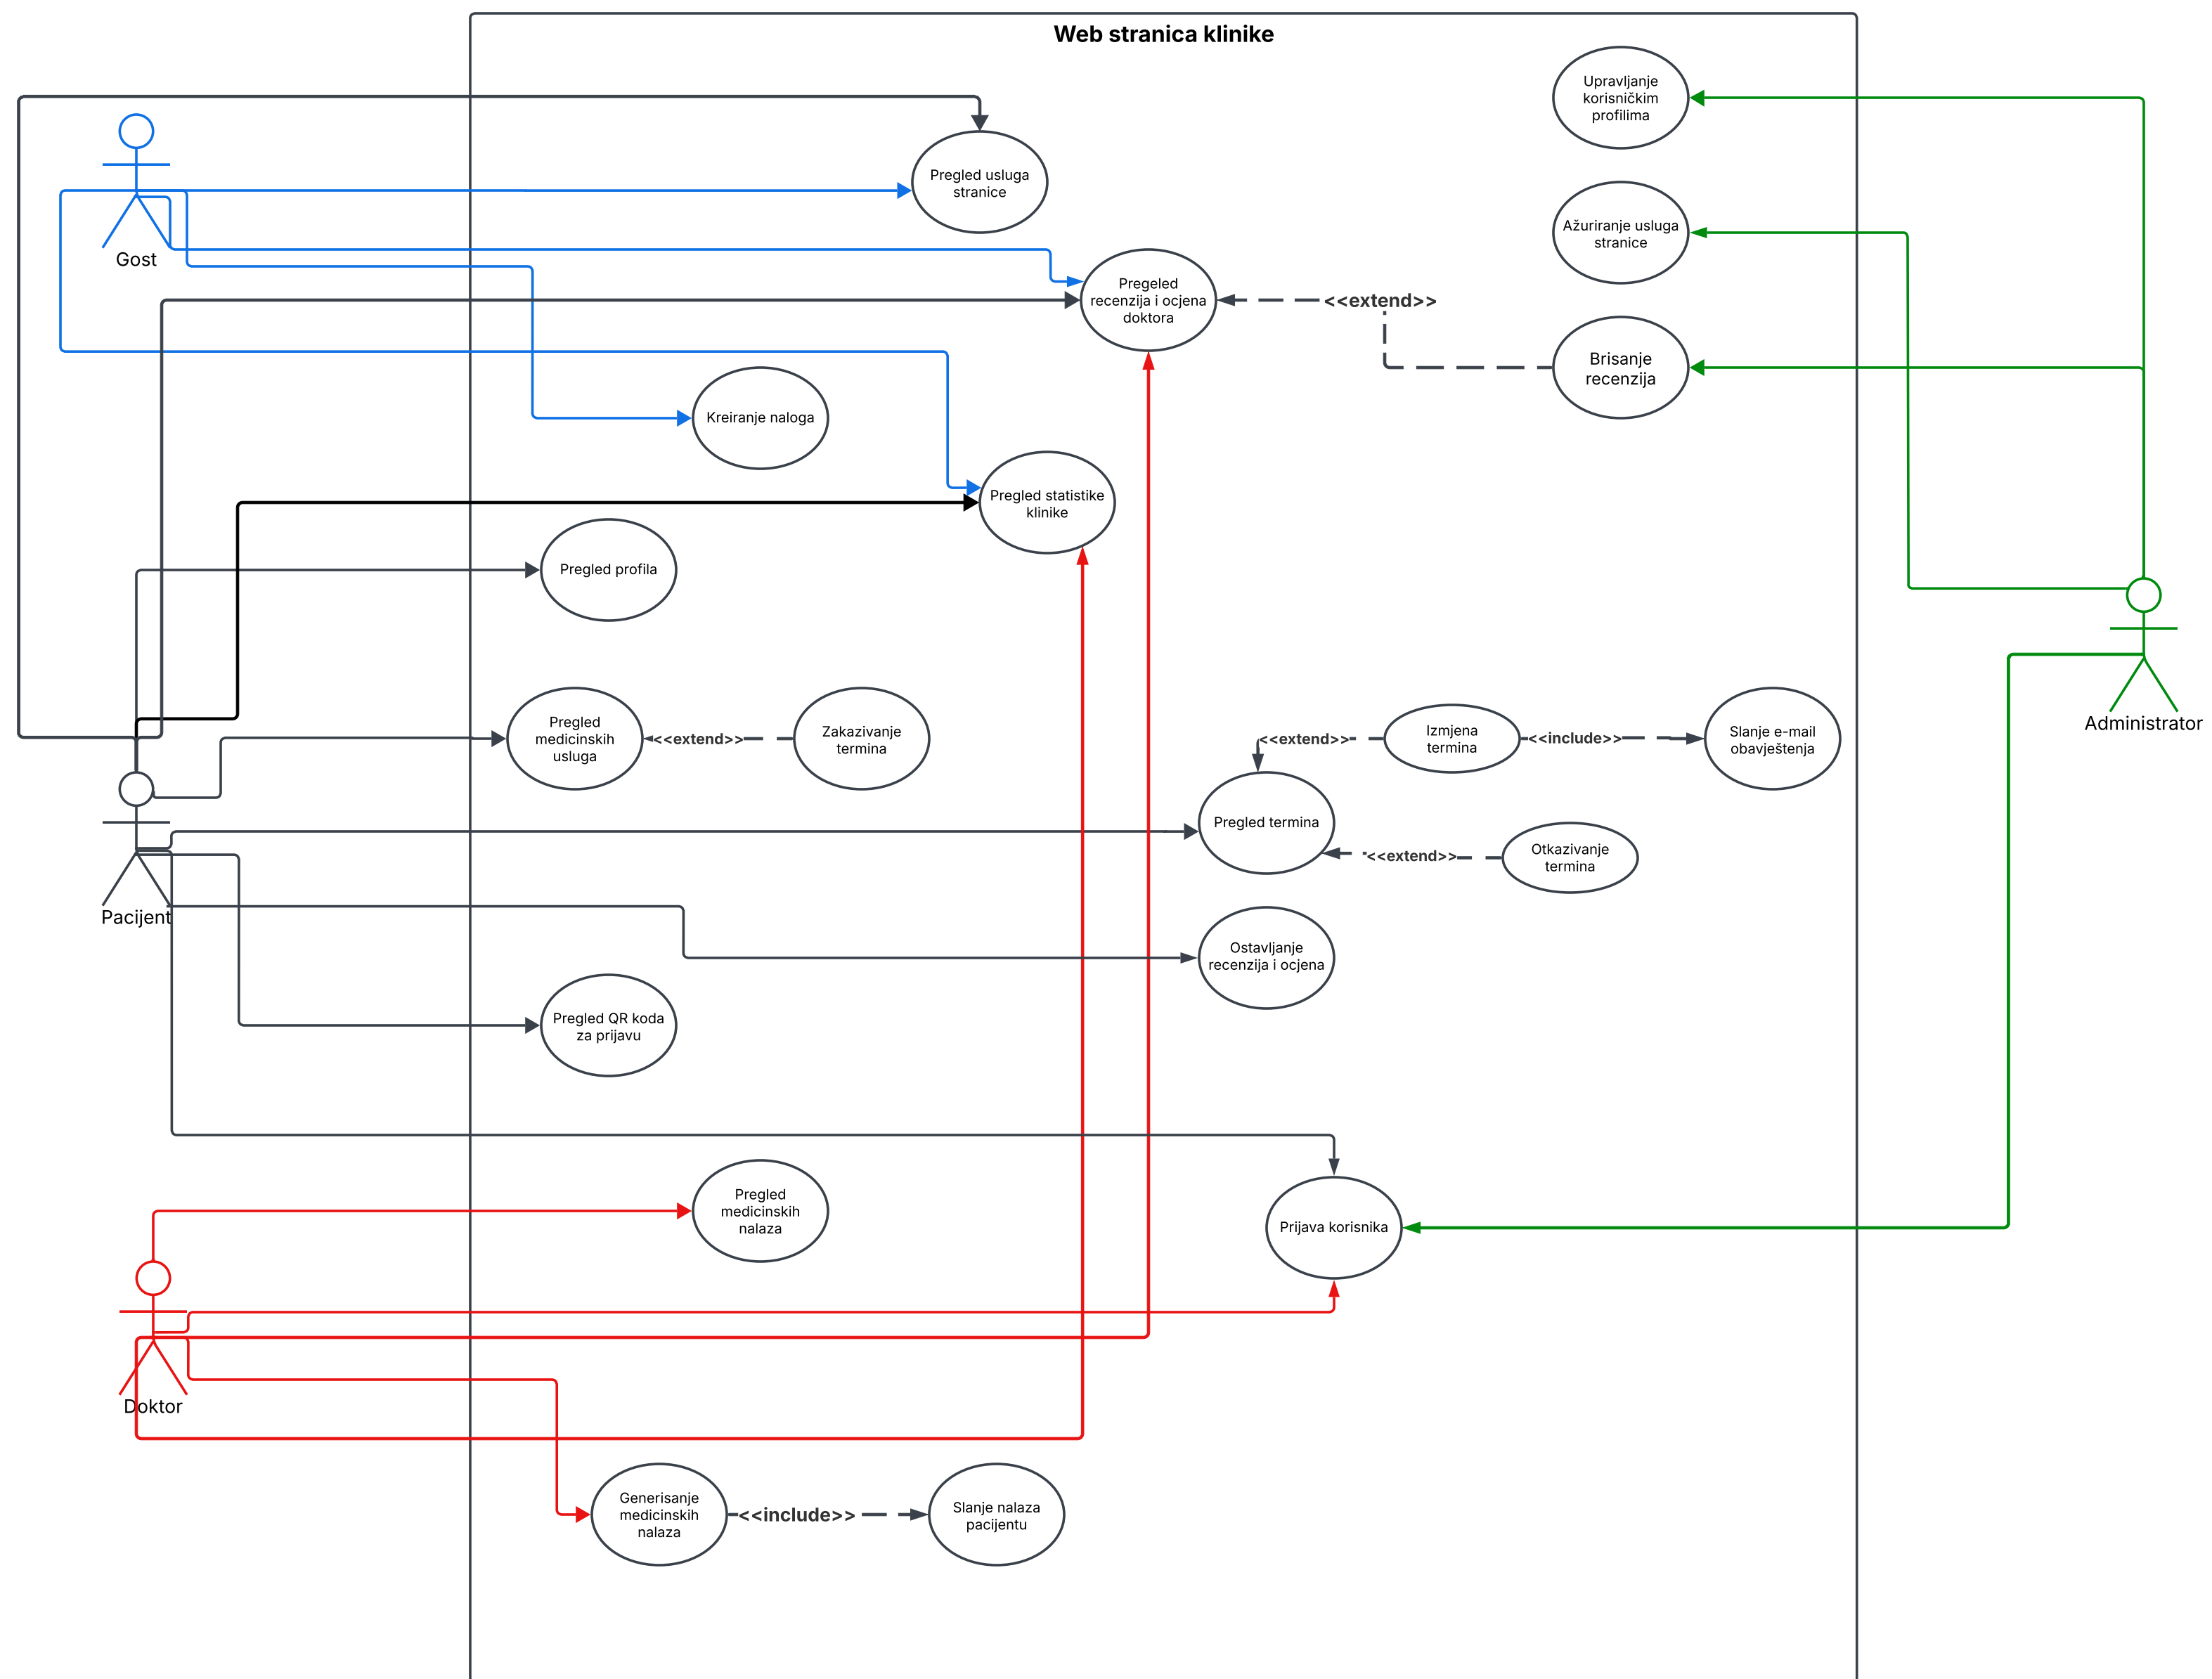 Web stranica klinike
Upravljanje
korisničkim
profilima
Pregled usluga
stranice
Ažuriranje usluga
stranice
Gost
Pregeled
recenzija i ocjena
doktora
<<extend>>
Brisanje
recenzija
Kreiranje naloga
Pregled statistike
klinike
Pregled profila
Pregled
medicinskih
usluga
<<extend>>
Zakazivanje
termina
<<extend>>
Izmjena
termina
<<include>>
Slanje e-mail
obavještenja
Administrator
Pregled termina
<<extend>>
Otkazivanje
termina
Pacijent
Ostavljanje
recenzija i ocjena
Pregled QR koda
za prijavu
Pregled
medicinskih
nalaza
Prijava korisnika
Doktor
Generisanje
medicinskih
nalaza
<<include>>
Slanje nalaza
pacijentu